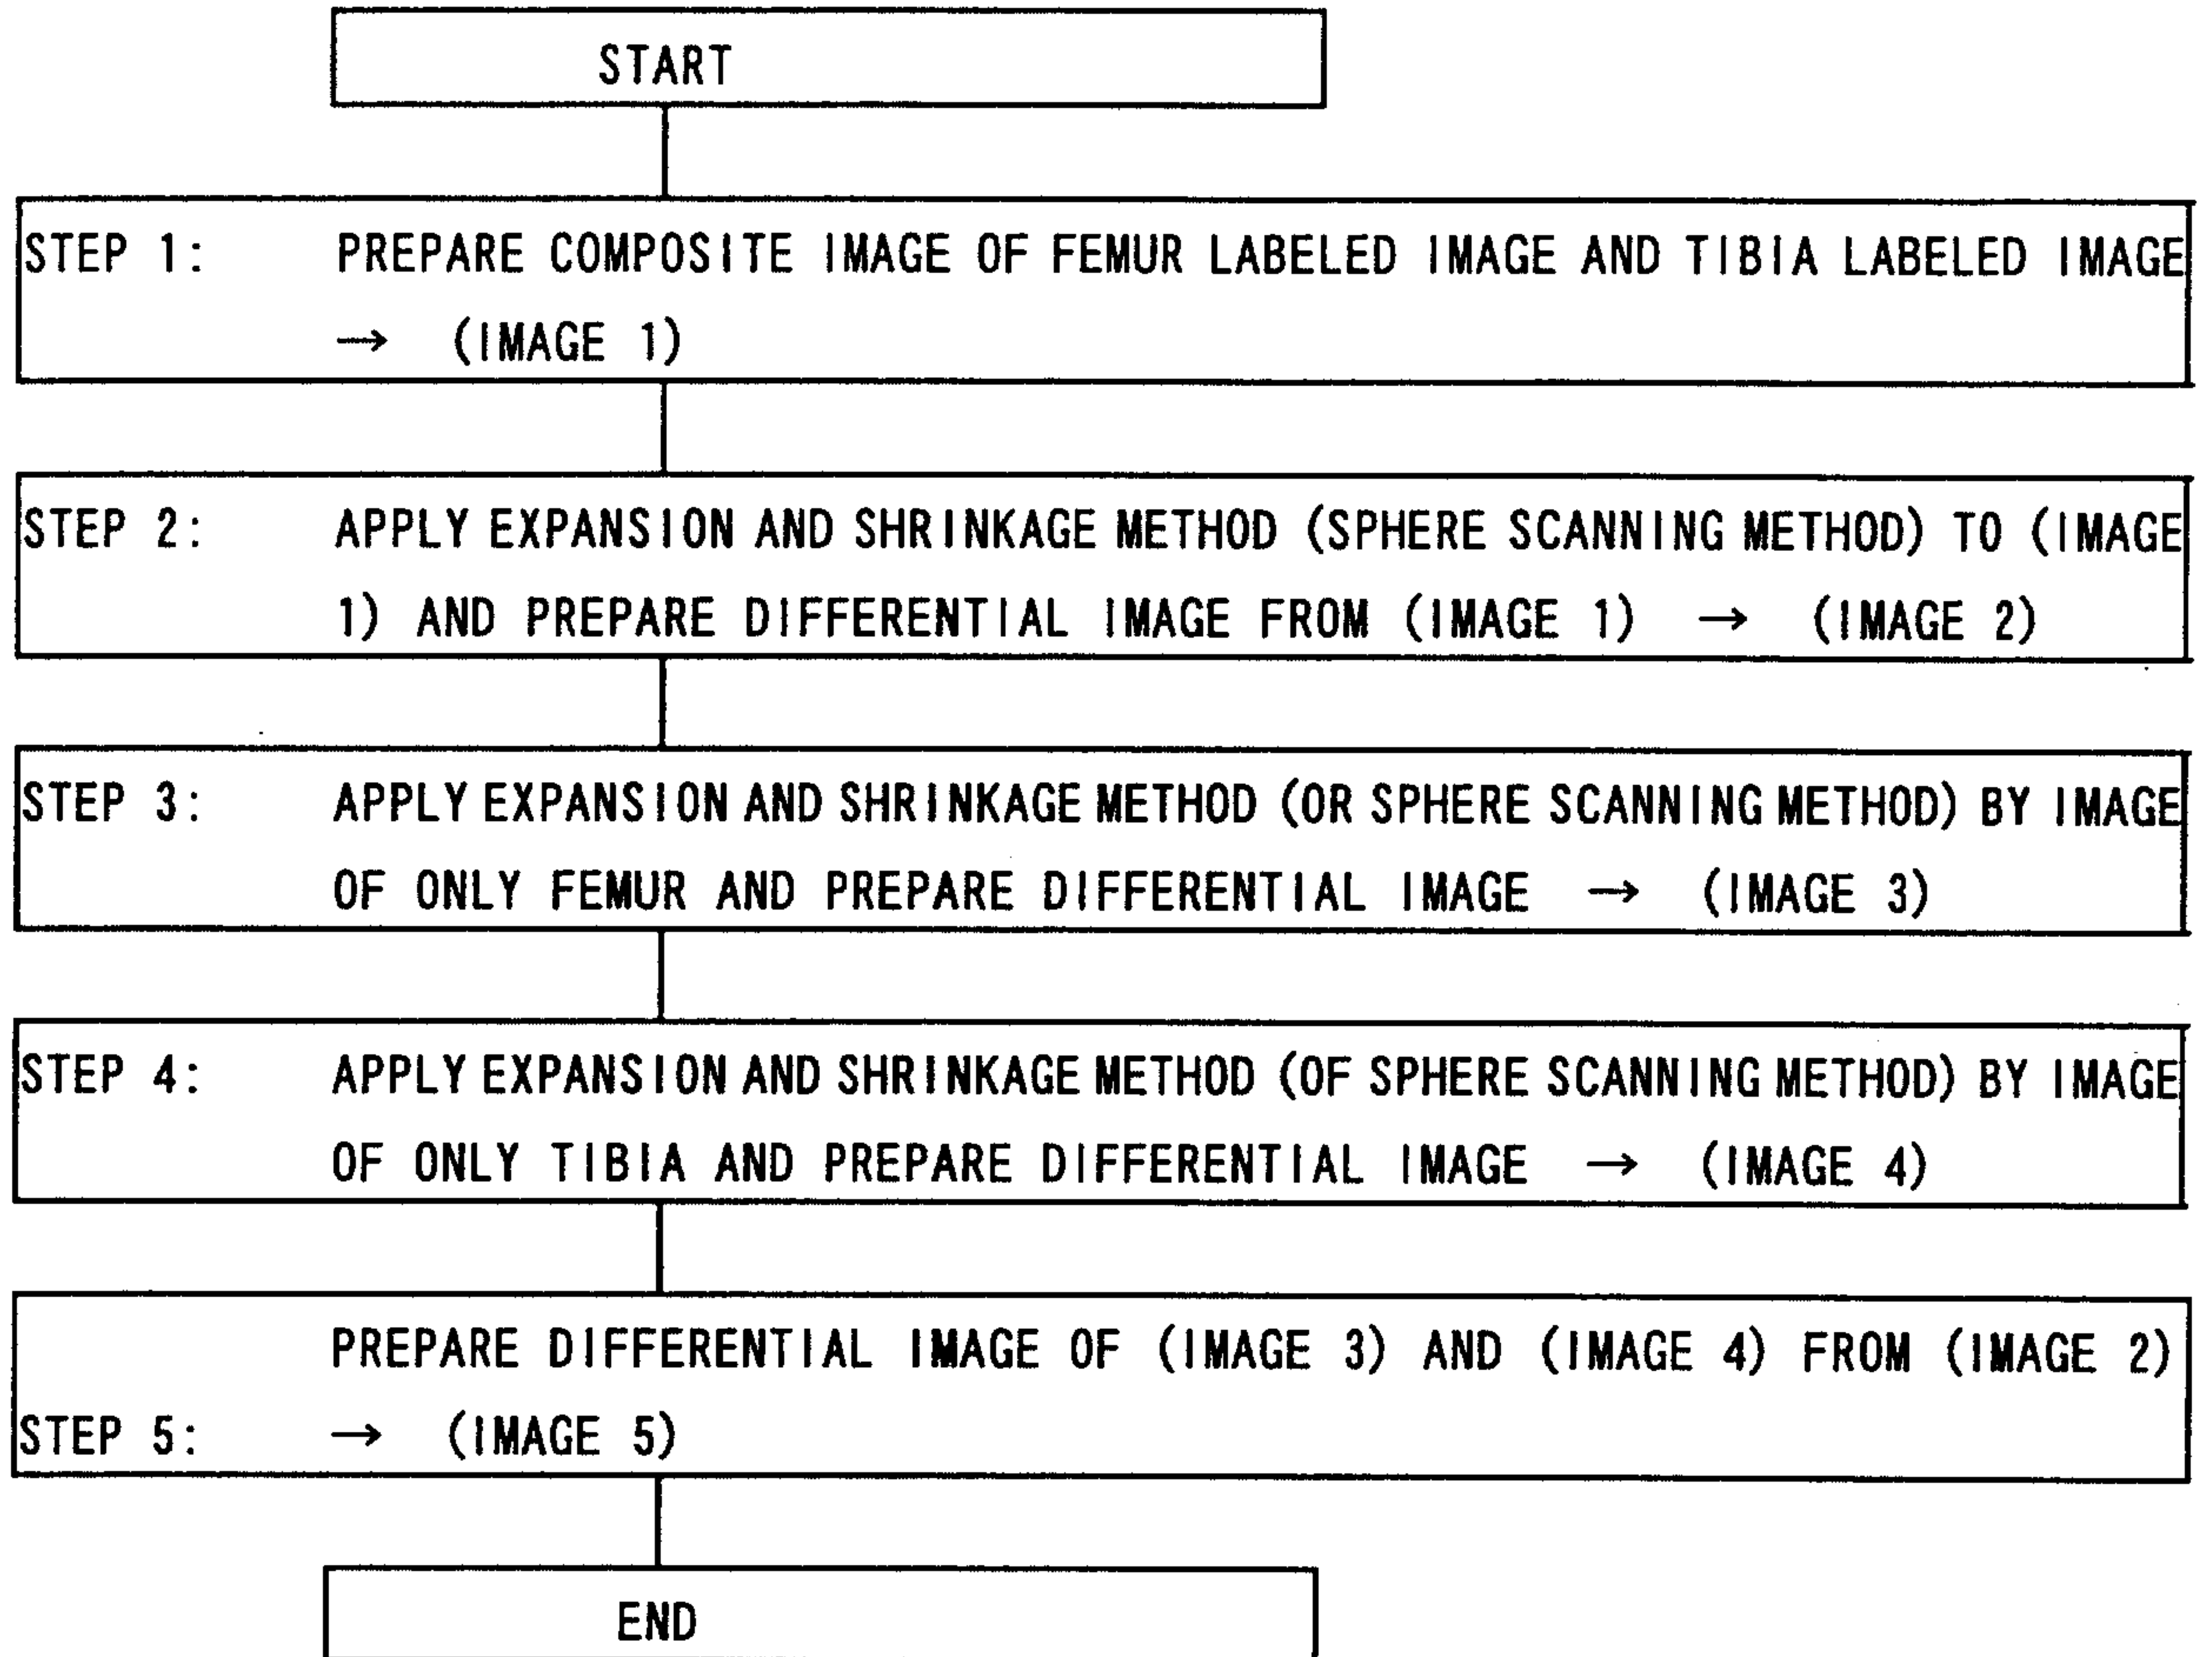 START
STEP 1: PREPARE COMPOSITE IMAGE OF FEMUR LABELED IMAGE AND TIBIA LABELED IMAGE
→ (IMAGE 1)
STEP 2: APPLY EXPANSION AND SHRINKAGE METHOD (SPHERE SCANNING METHOD) TO (IMAGE
1) AND PREPARE DIFFERENTIAL IMAGE FROM (IMAGE 1) → (IMAGE 2)
STEP 3: APPLY EXPANSION AND SHRINKAGE METHOD (OR SPHERE SCANNING METHOD) BY IMAGE
OF ONLY FEMUR AND PREPARE DIFFERENTIAL IMAGE → (IMAGE 3)
STEP 4: APPLY EXPANSION AND SHRINKAGE METHOD (OF SPHERE SCANNING METHOD) BY IMAGE
OF ONLY TIBIA AND PREPARE DIFFERENTIAL IMAGE → (IMAGE 4)
PREPARE DIFFERENTIAL IMAGE OF (IMAGE 3) AND (IMAGE 4) FROM (IMAGE 2)
STEP 5: → (IMAGE 5)
END